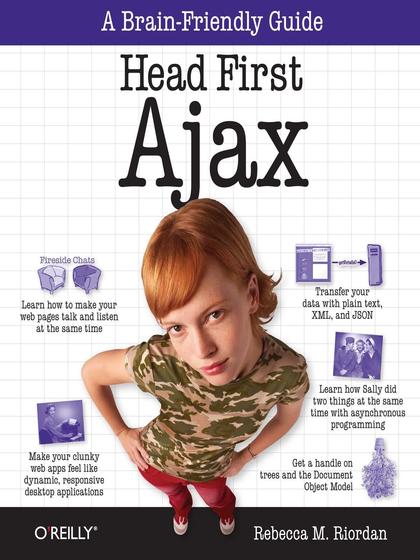 A Brain-Friendly Guide
Head First
Ajax
Fireside Chats
Learn how to make your
web pages talk and listen
at the same time
Transfer your
data with plain text,
XML, and JSON
Learn how Sally did
two things at the same
time with asynchronous
programming
Make your clunky
web apps feel like
dynamic, responsive
desktop applications
Get a handle on
trees and the Document
Object Model
O'REILLY®
Rebecca M. Riordan